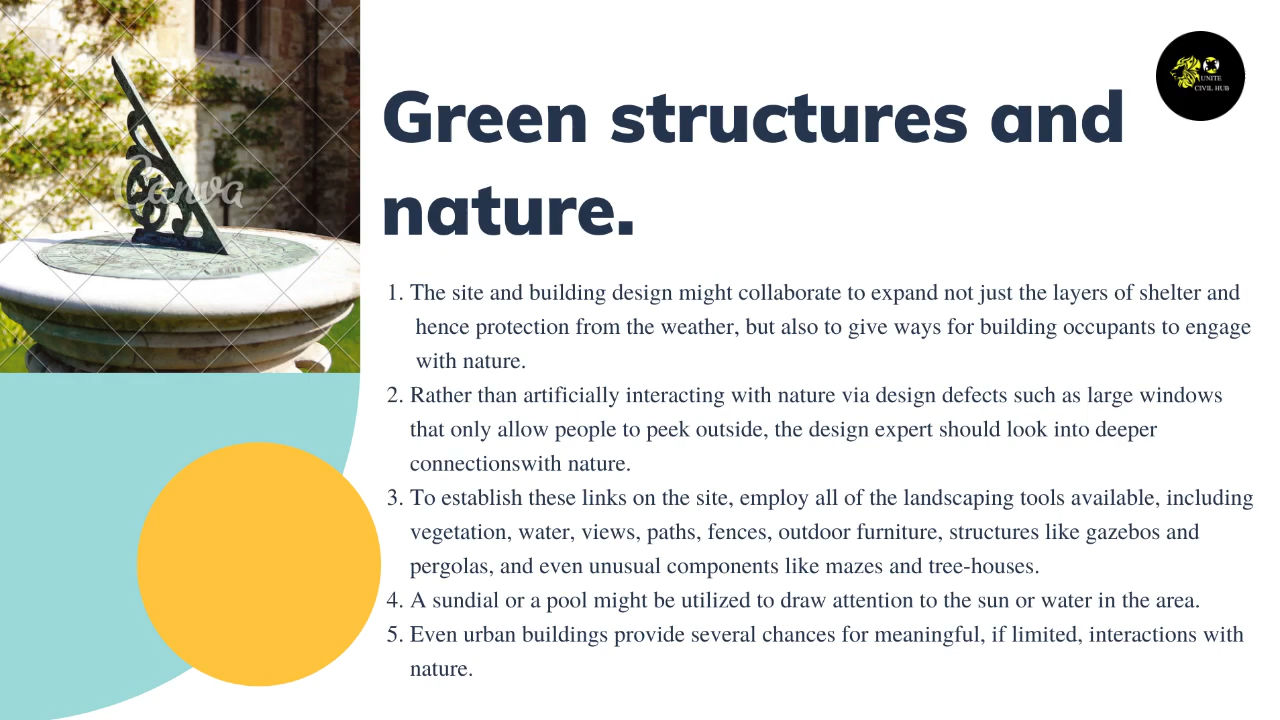 Green structures and
nature.
UNITE
CIVIL HUB
Canva
1. The site and building design might collaborate to expand not just the layers of shelter and
hence protection from the weather, but also to give ways for building occupants to engage
with nature.
2. Rather than artificially interacting with nature via design defects such as large windows
that only allow people to peek outside, the design expert should look into deeper
connectionswith nature.
3. To establish these links on the site, employ all of the landscaping tools available, including
vegetation, water, views, paths, fences, outdoor furniture, structures like gazebos and
pergolas, and even unusual components like mazes and tree-houses.
4. A sundial or a pool might be utilized to draw attention to the sun or water in the area.
5. Even urban buildings provide several chances for meaningful, if limited, interactions with
nature.